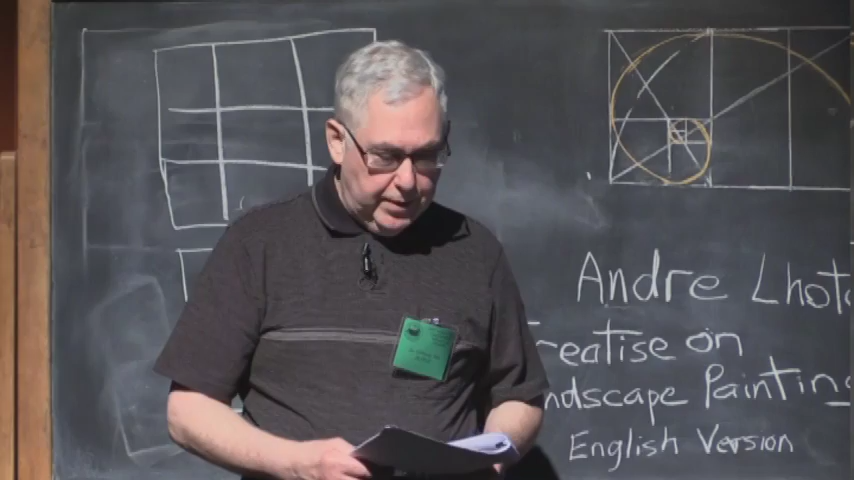 Andre Lhot
reatise on
ndscape Painting
English Version